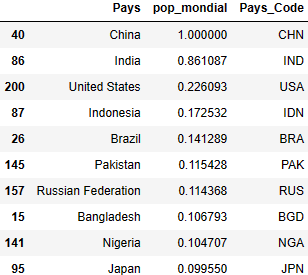 Pays pop_mondial Pays_Code
40 China 1.000000 CHN
86 India 0.861087 IND
200 United States 0.226093 USA
87 Indonesia 0.172532 IDN
26 Brazil 0.141289 BRA
145 Pakistan 0.115428 PAK
157 Russian Federation 0.114368 RUS
15 Bangladesh 0.106793 BGD
141 Nigeria 0.104707 NGA
95 Japan 0.099550 JPN